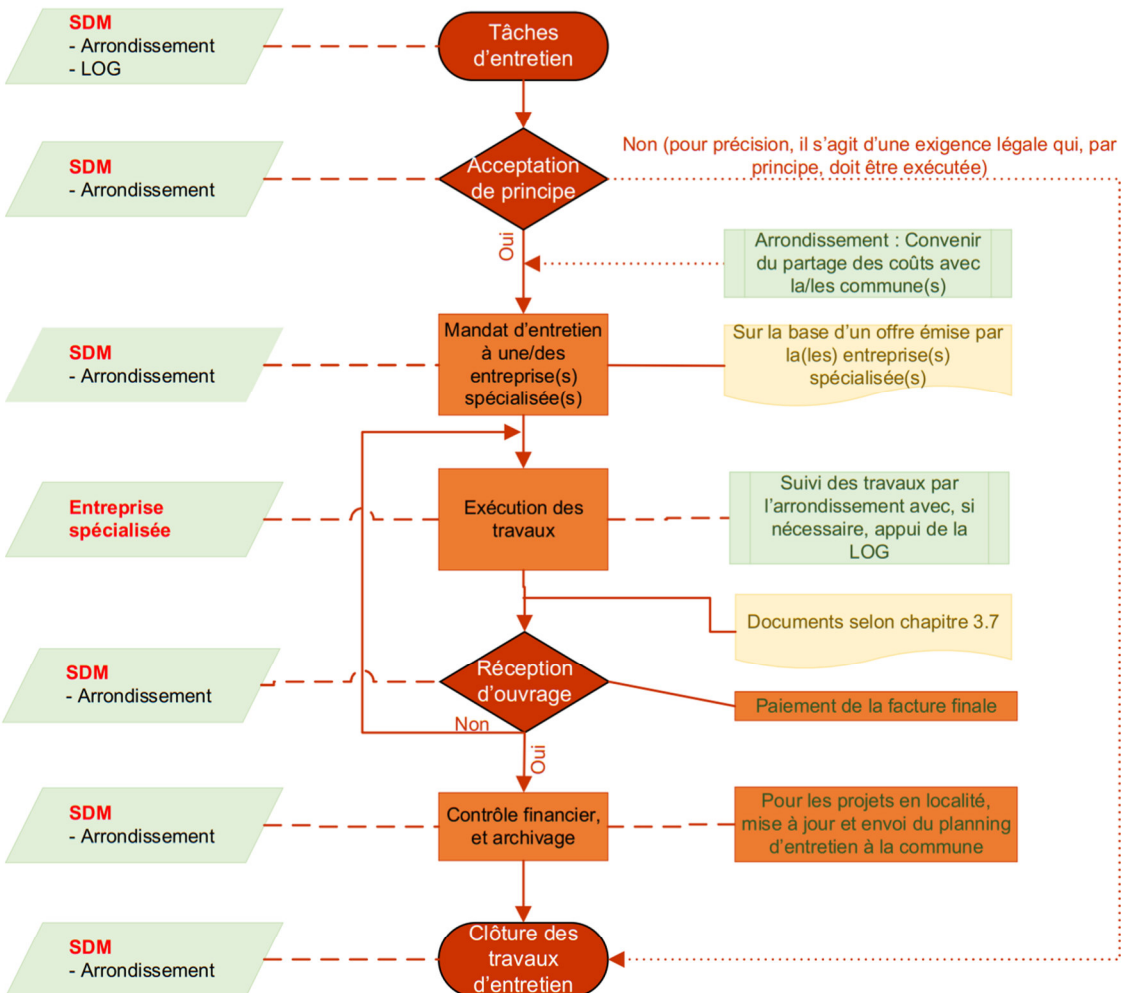 SDM
- Arrondissement
- LOG
Tâches
d’entretien
SDM
- Arrondissement
Acceptation
de principe
Non (pour précision, il s’agit d’une exigence légale qui, par
principe, doit être exécutée)
Oui
Arrondissement : Convenir
du partage des coûts avec
la/les commune(s)
SDM
- Arrondissement
Mandat d’entretien
à une/des
entreprise(s)
spécialisée(s)
Sur la base d’un offre émise par
la(les) entreprise(s)
spécialisée(s)
Entreprise
spécialisée
Exécution des
travaux
Suivi des travaux par
l’arrondissement avec, si
nécessaire, appui de la
LOG
Documents selon chapitre 3.7
SDM
- Arrondissement
Réception
d’ouvrage
Paiement de la facture finale
Non
Oui
SDM
- Arrondissement
Contrôle financier,
et archivage
Pour les projets en localité,
mise à jour et envoi du planning
d’entretien à la commune
SDM
- Arrondissement
Clôture des
travaux
d’entretien